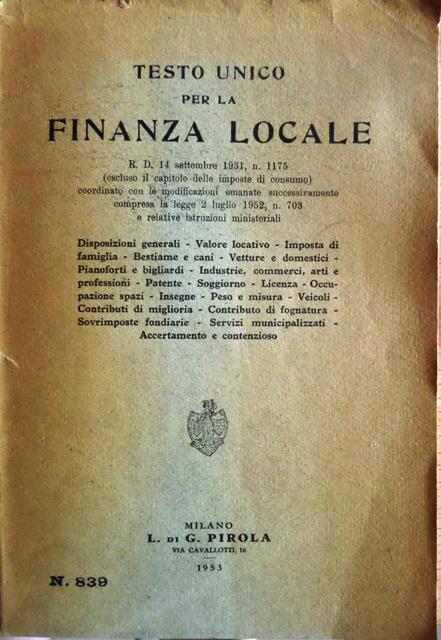 TESTO UNICO
PER LA
FINANZA LOCALE
R. D. 14 settembre 1931, n. 1175
(escluso il capitolo delle imposte di consumo)
coordinato con le modificazioni emanate successivamente
compresa la legge 2 luglio 1952, n. 703
e relative istruzioni ministeriali
Disposizioni generali - Valore locativo - Imposta di
famiglia - Bestiame e cani - Vetture e domestici -
Pianoforti e bigliardi - Industrie, commerci, arti e
professioni - Patente - Soggiorno - Licenza - Occu-
pazione spazi - Insegne - Peso e misura - Veicoli -
Contributi di miglioria - Contributo di fognatura -
Sovrimposte fondiarie - Servizi municipalizzati -
Accertamento e contenzioso
MILANO
L. DI G. PIROLA
VIA CAVALLOTTI, 16
1953
N. 839